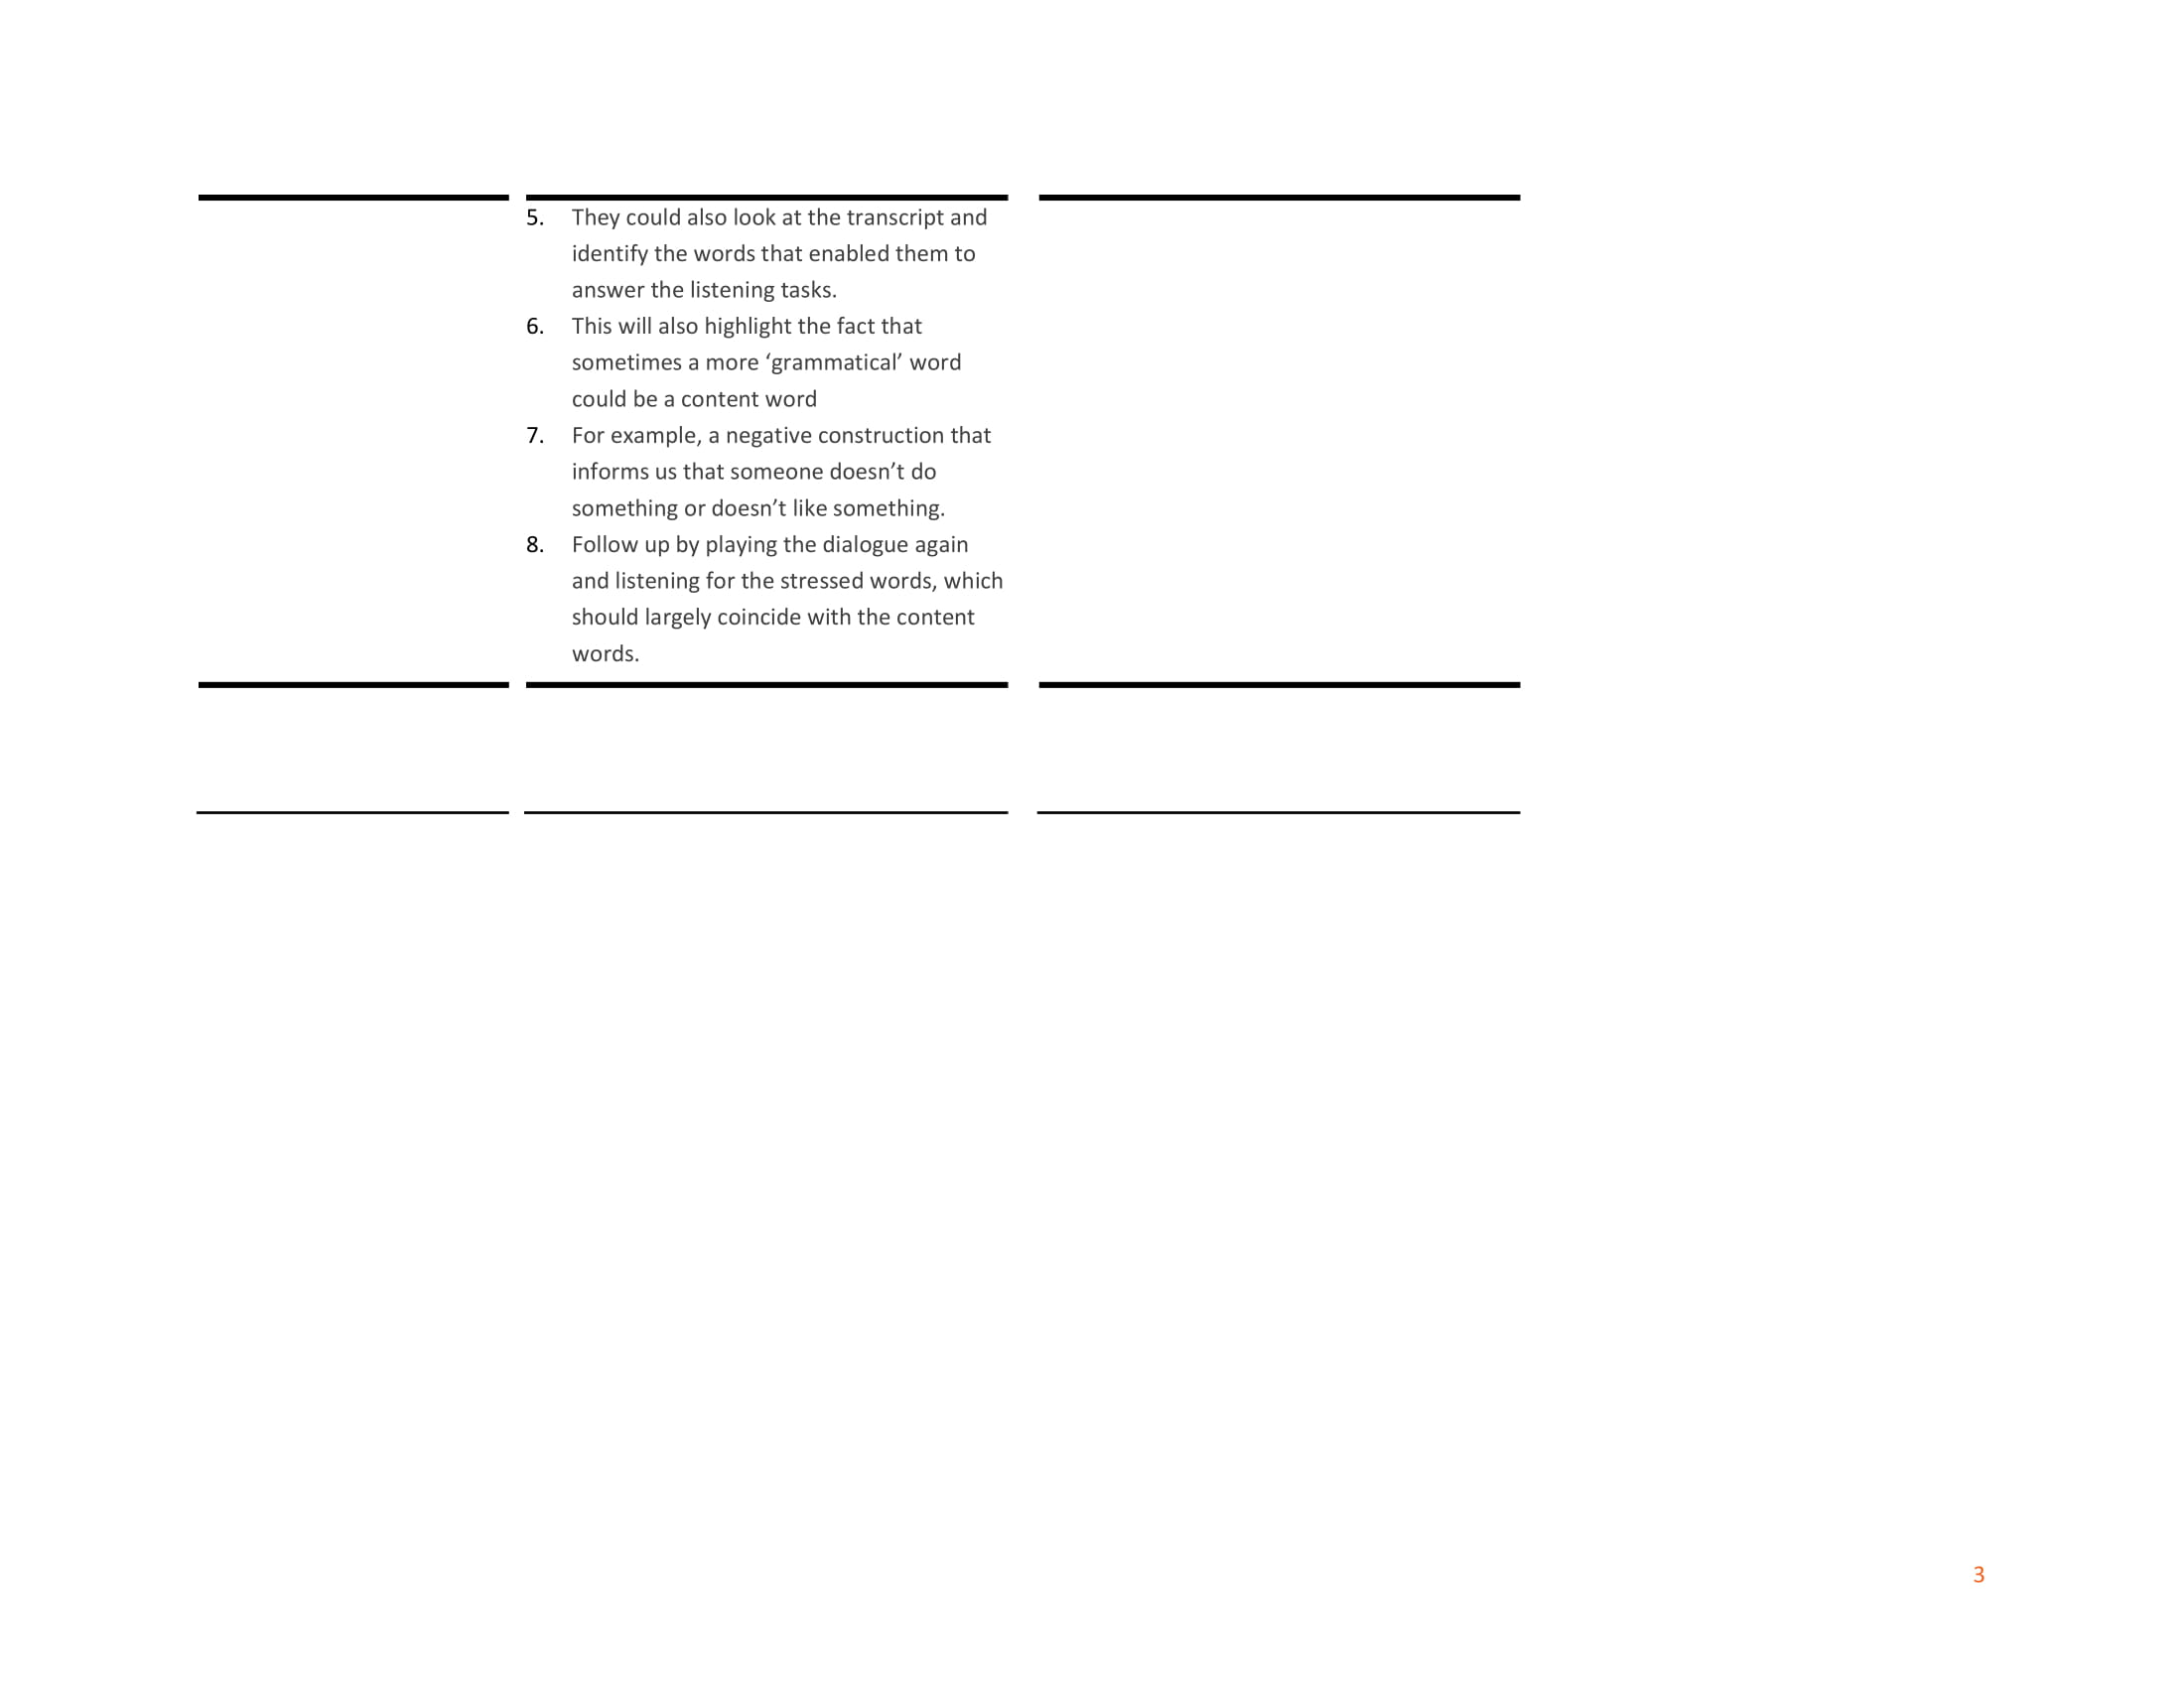 5. They could also look at the transcript and
identify the words that enabled them to
answer the listening tasks.
6. This will also highlight the fact that
sometimes a more ‘grammatical’ word
could be a content word
7. For example, a negative construction that
informs us that someone doesn’t do
something or doesn’t like something.
8. Follow up by playing the dialogue again
and listening for the stressed words, which
should largely coincide with the content
words.
3